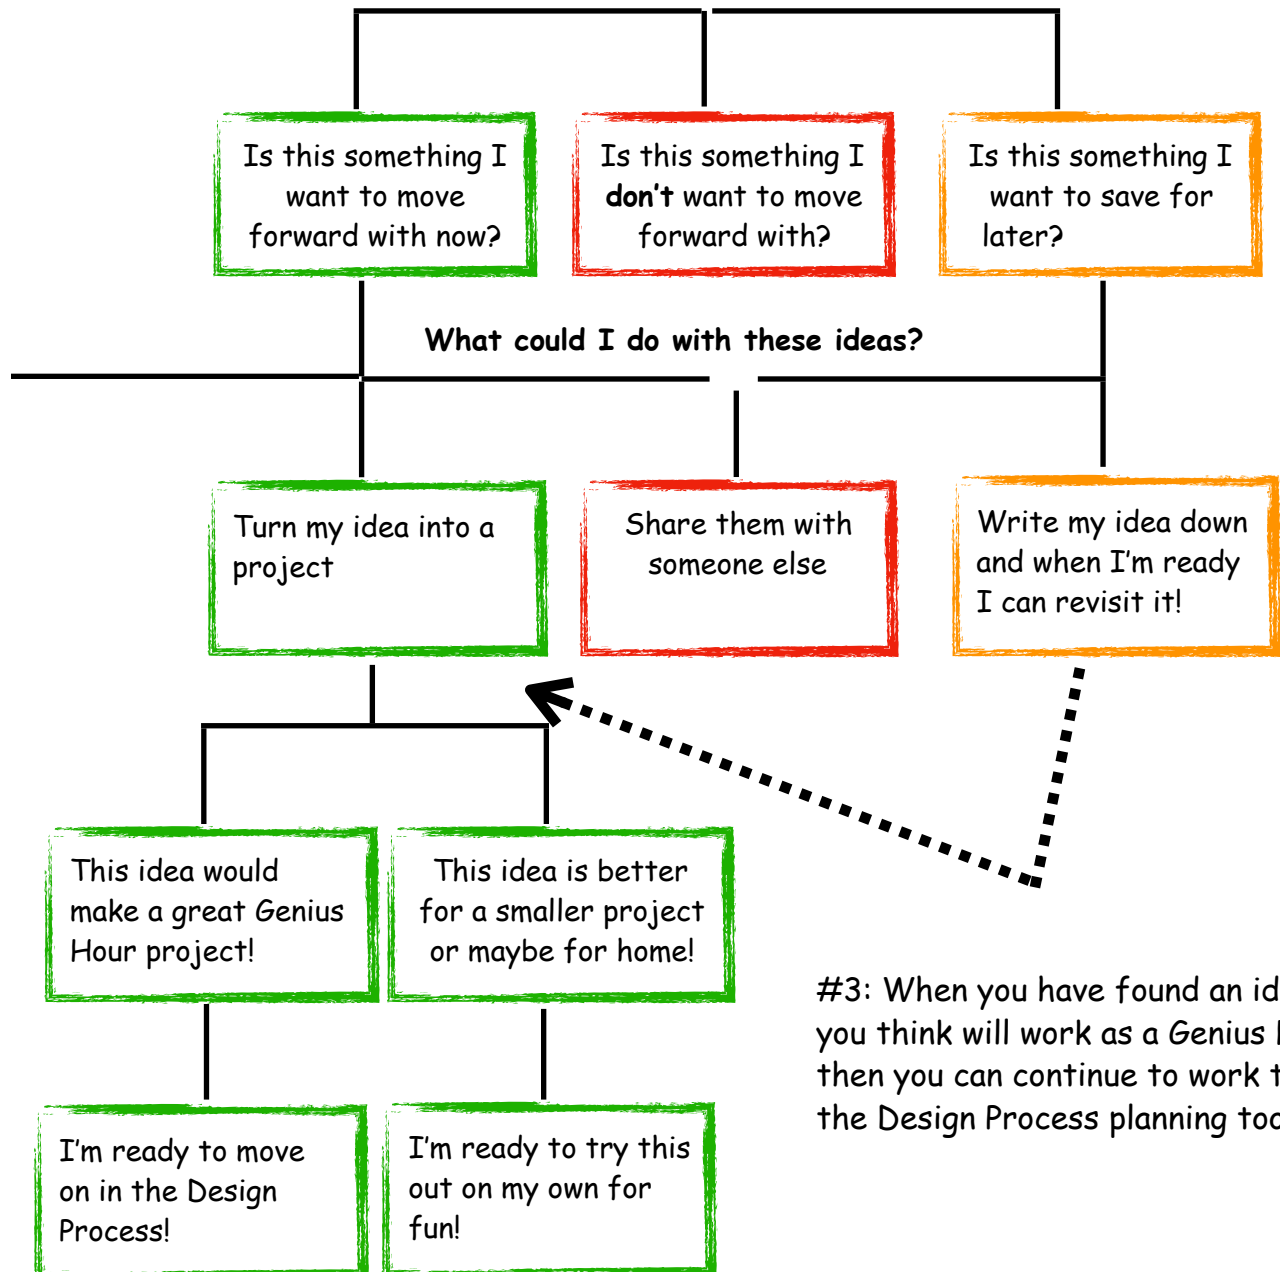 Is this something I
want to move
forward with now?
Is this something I
don't want to move
forward with?
Is this something I
want to save for
later?
What could I do with these ideas?
Turn my idea into a
project
Share them with
someone else
Write my idea down
and when I'm ready
I can revisit it!
This idea would
make a great Genius
Hour project!
This idea is better
for a smaller project
or maybe for home!
#3: When you have found an
you think will work as a Genius
then you can continue to work
the Design Process planning
I'm ready to move
on in the Design
Process!
I'm ready to try this
out on my own for
fun!